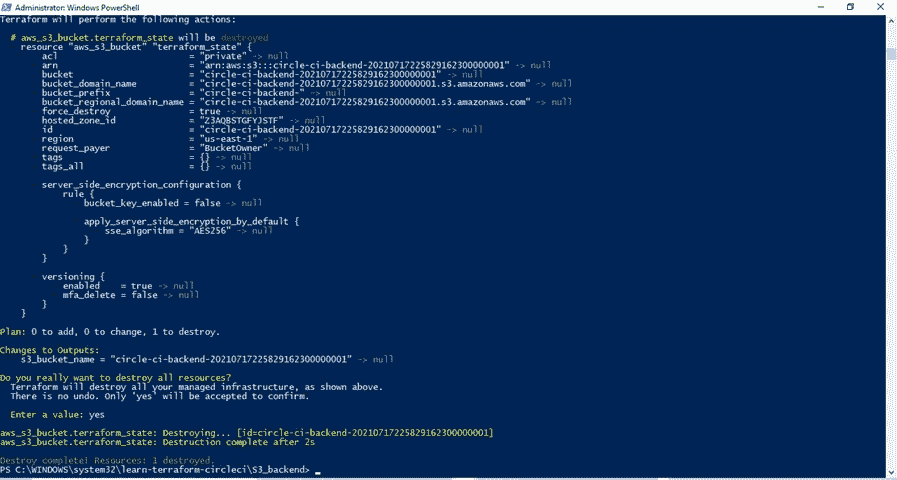 Administrator: Windows PowerShell
Terraform will perform the following actions:
# aws_s3_bucket.terraform_state will be destroyed
resource "aws_s3_bucket" "terraform_state" {
acl = "private" -> null
arn = "arn:aws:s3:::circle-ci-backend-20210717225829162300000001" -> null
bucket = "circle-ci-backend-20210717225829162300000001" -> null
bucket_domain_name = "circle-ci-backend-20210717225829162300000001.s3.amazonaws.com" -> null
bucket_prefix = "circle-ci-backend-" -> null
bucket_regional_domain_name = "circle-ci-backend-20210717225829162300000001.s3.amazonaws.com" -> null
force_destroy = true -> null
hosted_zone_id = "Z3AQBSTGFYJSTF" -> null
id = "circle-ci-backend-20210717225829162300000001" -> null
region = "us-east-1" -> null
request_payer = "BucketOwner" -> null
tags = {} -> null
tags_all = {} -> null
server_side_encryption_configuration {
rule {
bucket_key_enabled = false -> null
apply_server_side_encryption_by_default {
sse_algorithm = "AES256" -> null
}
}
}
versioning {
enabled = true -> null
mfa_delete = false -> null
}
}
Plan: 0 to add, 0 to change, 1 to destroy.
Changes to Outputs:
s3_bucket_name = "circle-ci-backend-20210717225829162300000001" -> null
Do you really want to destroy all resources?
Terraform will destroy all your managed infrastructure, as shown above.
There is no undo. Only 'yes' will be accepted to confirm.
Enter a value: yes
aws_s3_bucket.terraform_state: Destroying... [id=circle-ci-backend-20210717225829162300000001]
aws_s3_bucket.terraform_state: Destruction complete after 2s
Destroy complete! Resources: 1 destroyed.
PS C:\WINDOWS\system32\learn-terraform-circleci\S3_backend> _